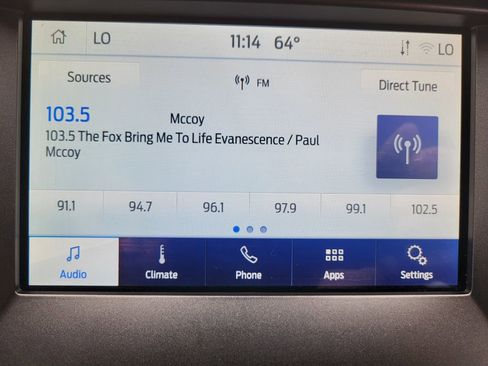 LO 11:14 64° LO
Sources FM Direct Tune
103.5 Mccoy
103.5 The Fox Bring Me To Life Evanescence / Paul
Mccoy
91.1 94.7 96.1 97.9 99.1 102.5
Audio Climate Phone Apps Settings